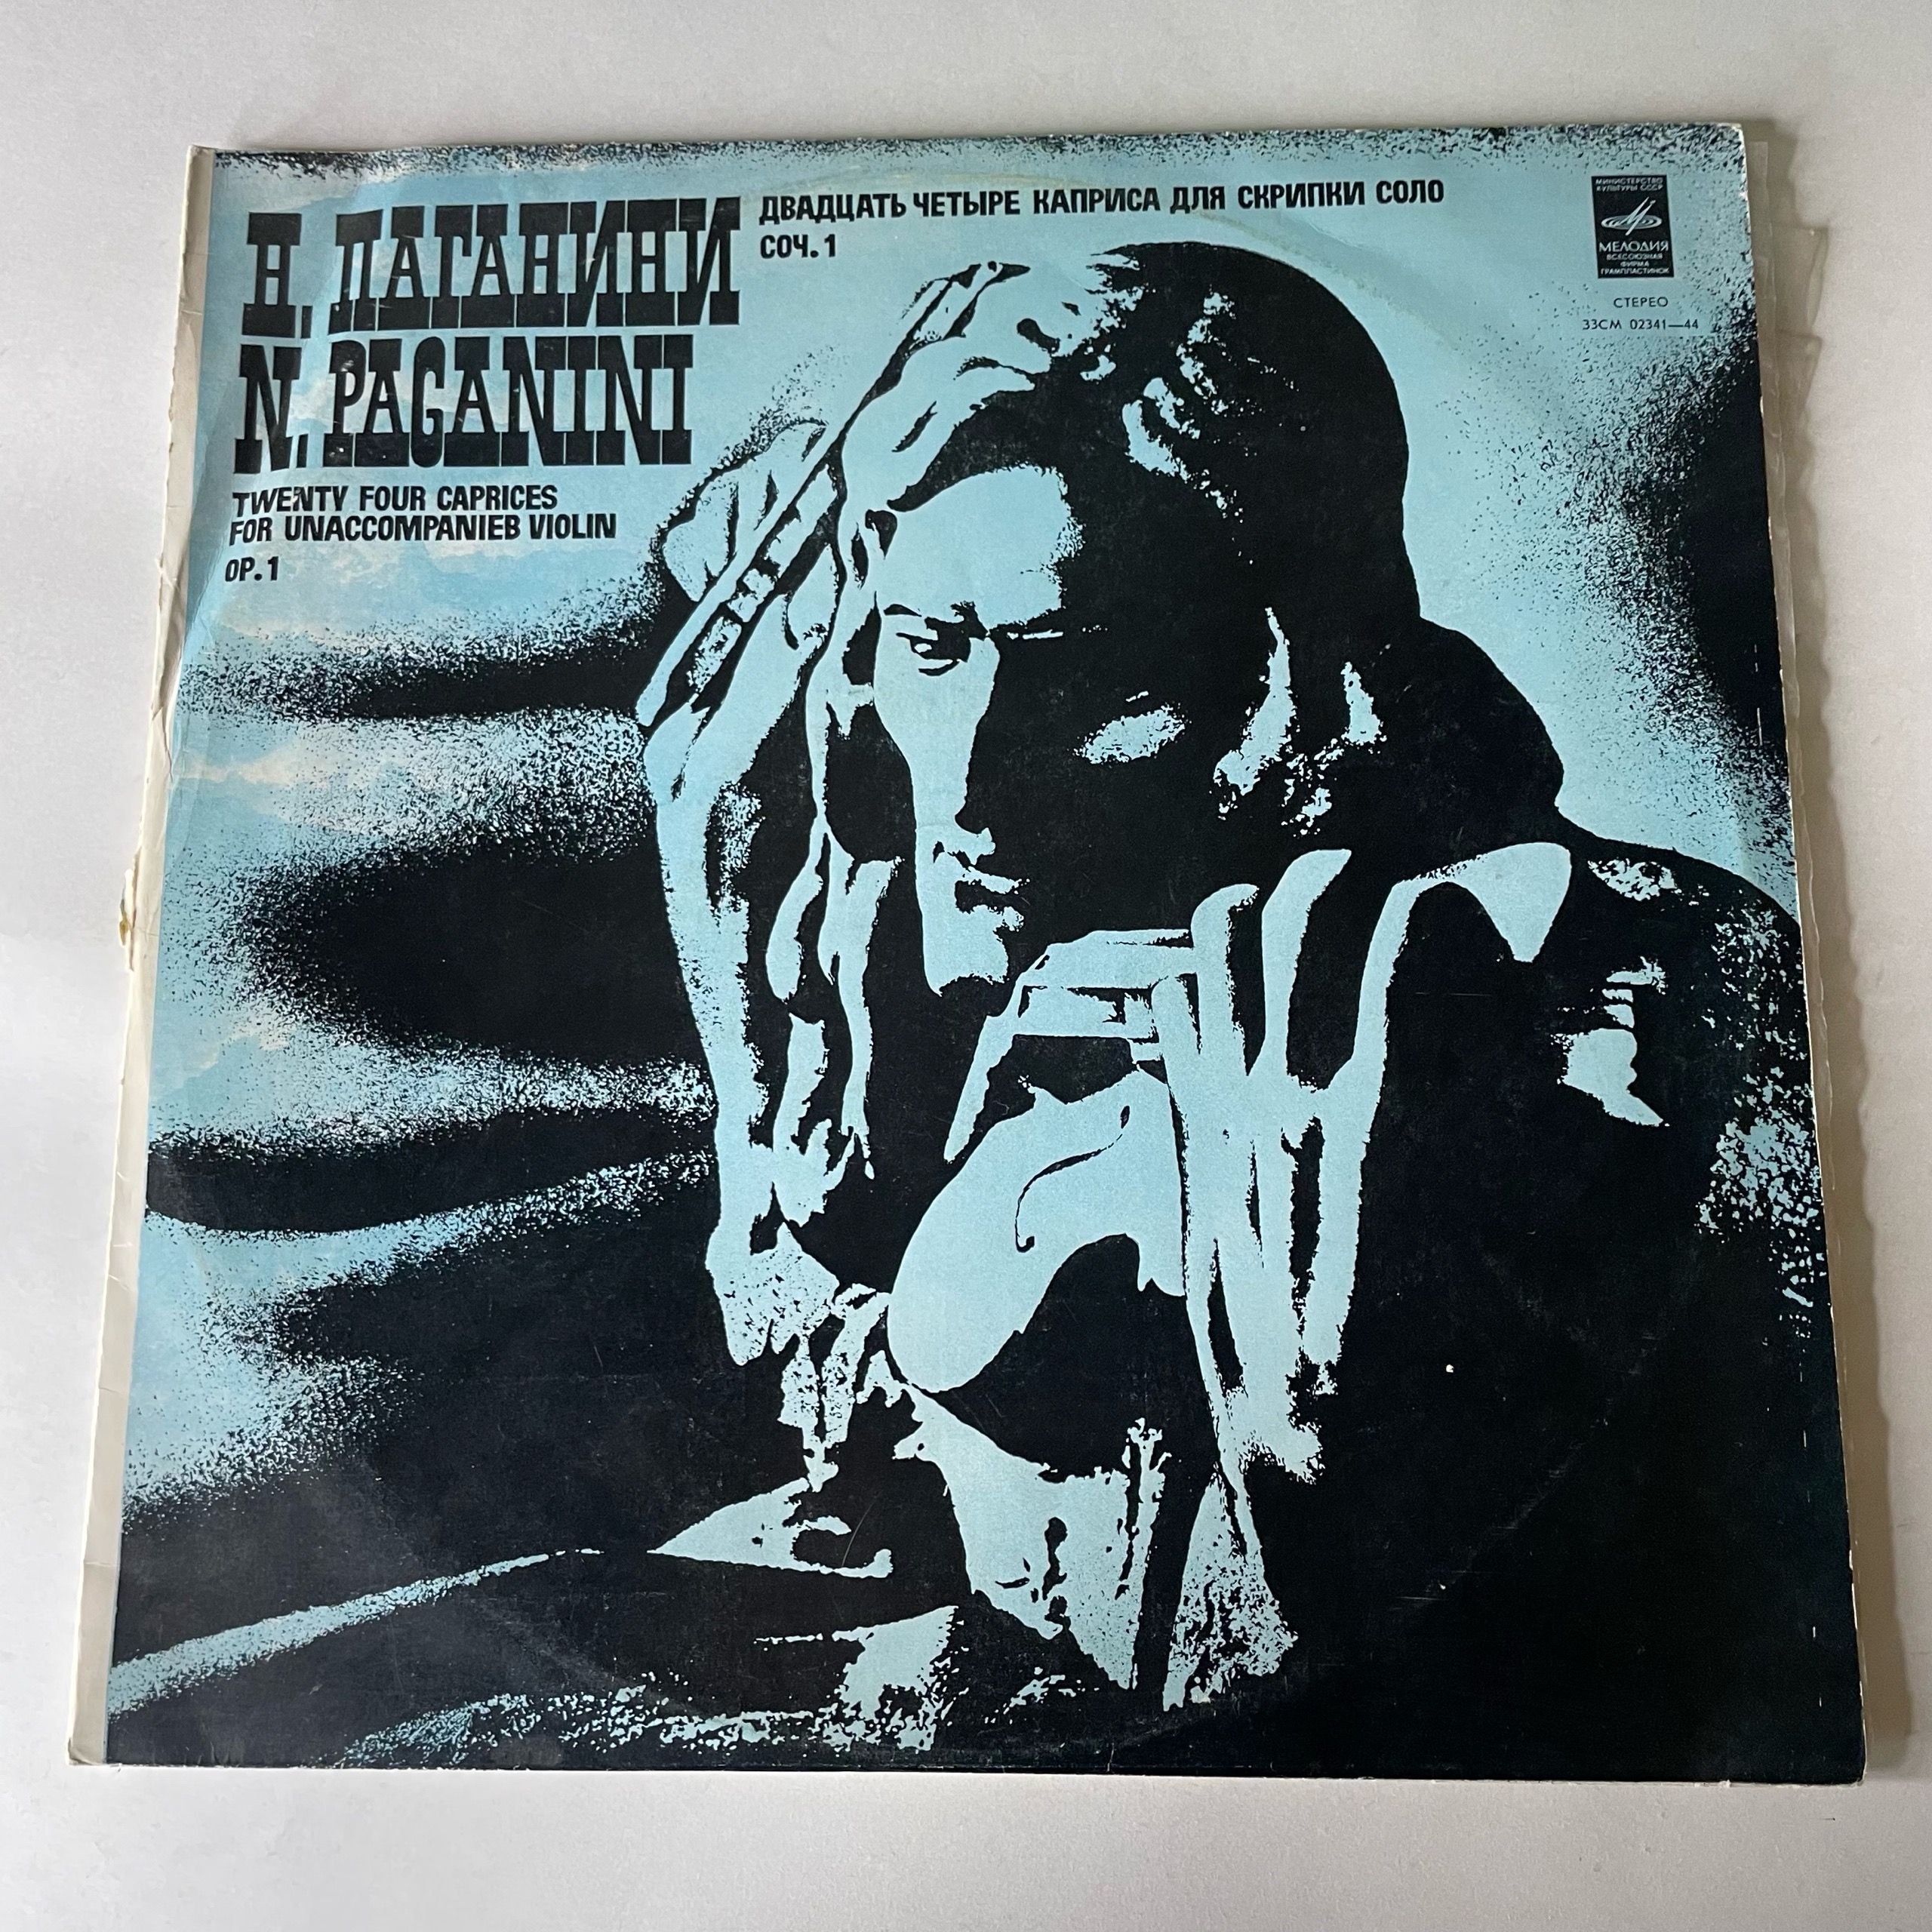 Н. ПАГАНИНИ
ДВАДЦАТЬ ЧЕТЫРЕ КАПРИСА ДЛЯ СКРИПКИ СОЛО
СОЧ. 1
N. PAGANINI
TWENTY FOUR CAPRICES
FOR UNACCOMPANIEB VIOLIN
OP. 1
МИНИСТЕРСТВО
КУЛЬТУРЫ СССР
МЕЛОДИЯ
ВСЕСОЮЗНАЯ
ФИРМА
ГРАМПЛАСТИНОК
СТЕРЕО
33СМ 02341—44